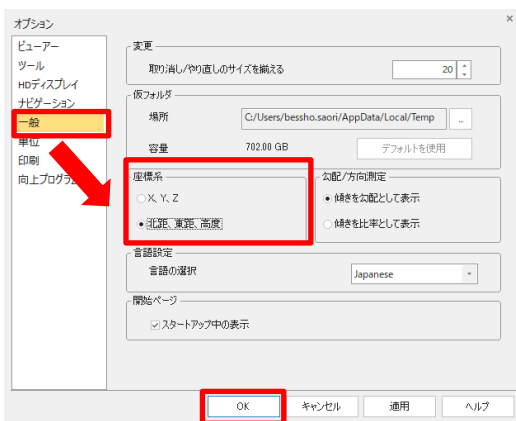 オプション
×
ビューアー
ツール
HDディスプレイ
ナビゲーション
一般
単位
印刷
向上プログラ
変更
取り消し/やり直しのサイズを揃える
20
仮フォルダ
場所
C:/Users/bessho.saori/AppData/Local/Temp
..
容量
702.00 GB
デフォルトを使用
座標系
X, Y, Z
北距、東距、高度
勾配/方向測定
傾きを勾配として表示
傾きを比率として表示
言語設定
言語の選択
Japanese
開始ページ
スタートアップ中の表示
OK
キャンセル
適用
ヘルプ